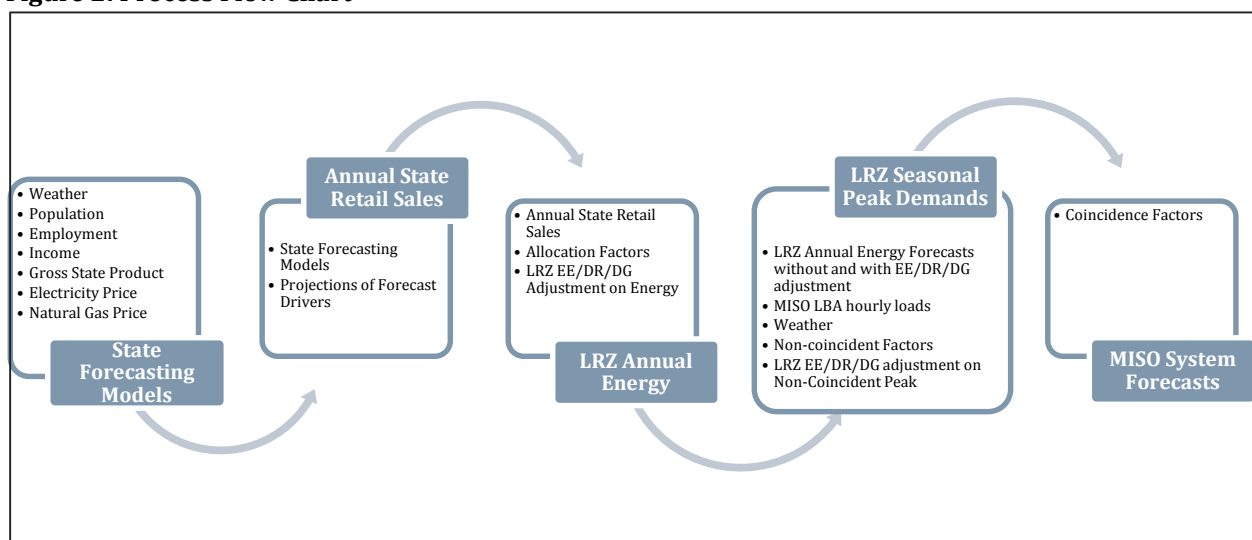 Figure 2: Process Flow Chart
• Weather
• Population
• Employment
• Income
• Gross State Product
• Electricity Price
• Natural Gas Price
State
Forecasting
Models
Annual State
Retail Sales
• State Forecasting
Models
• Projections of Forecast
Drivers
• Annual State Retail
Sales
• Allocation Factors
• LRZ EE/DR/DG
Adjustment on Energy
LRZ Annual
Energy
LRZ Seasonal
Peak Demands
• LRZ Annual Energy Forecasts
without and with EE/DR/DG
adjustment
• MISO LBA hourly loads
• Weather
• Non-coincident Factors
• LRZ EE/DR/DG adjustment on
Non-Coincident Peak
• Coincidence Factors
MISO System
Forecasts